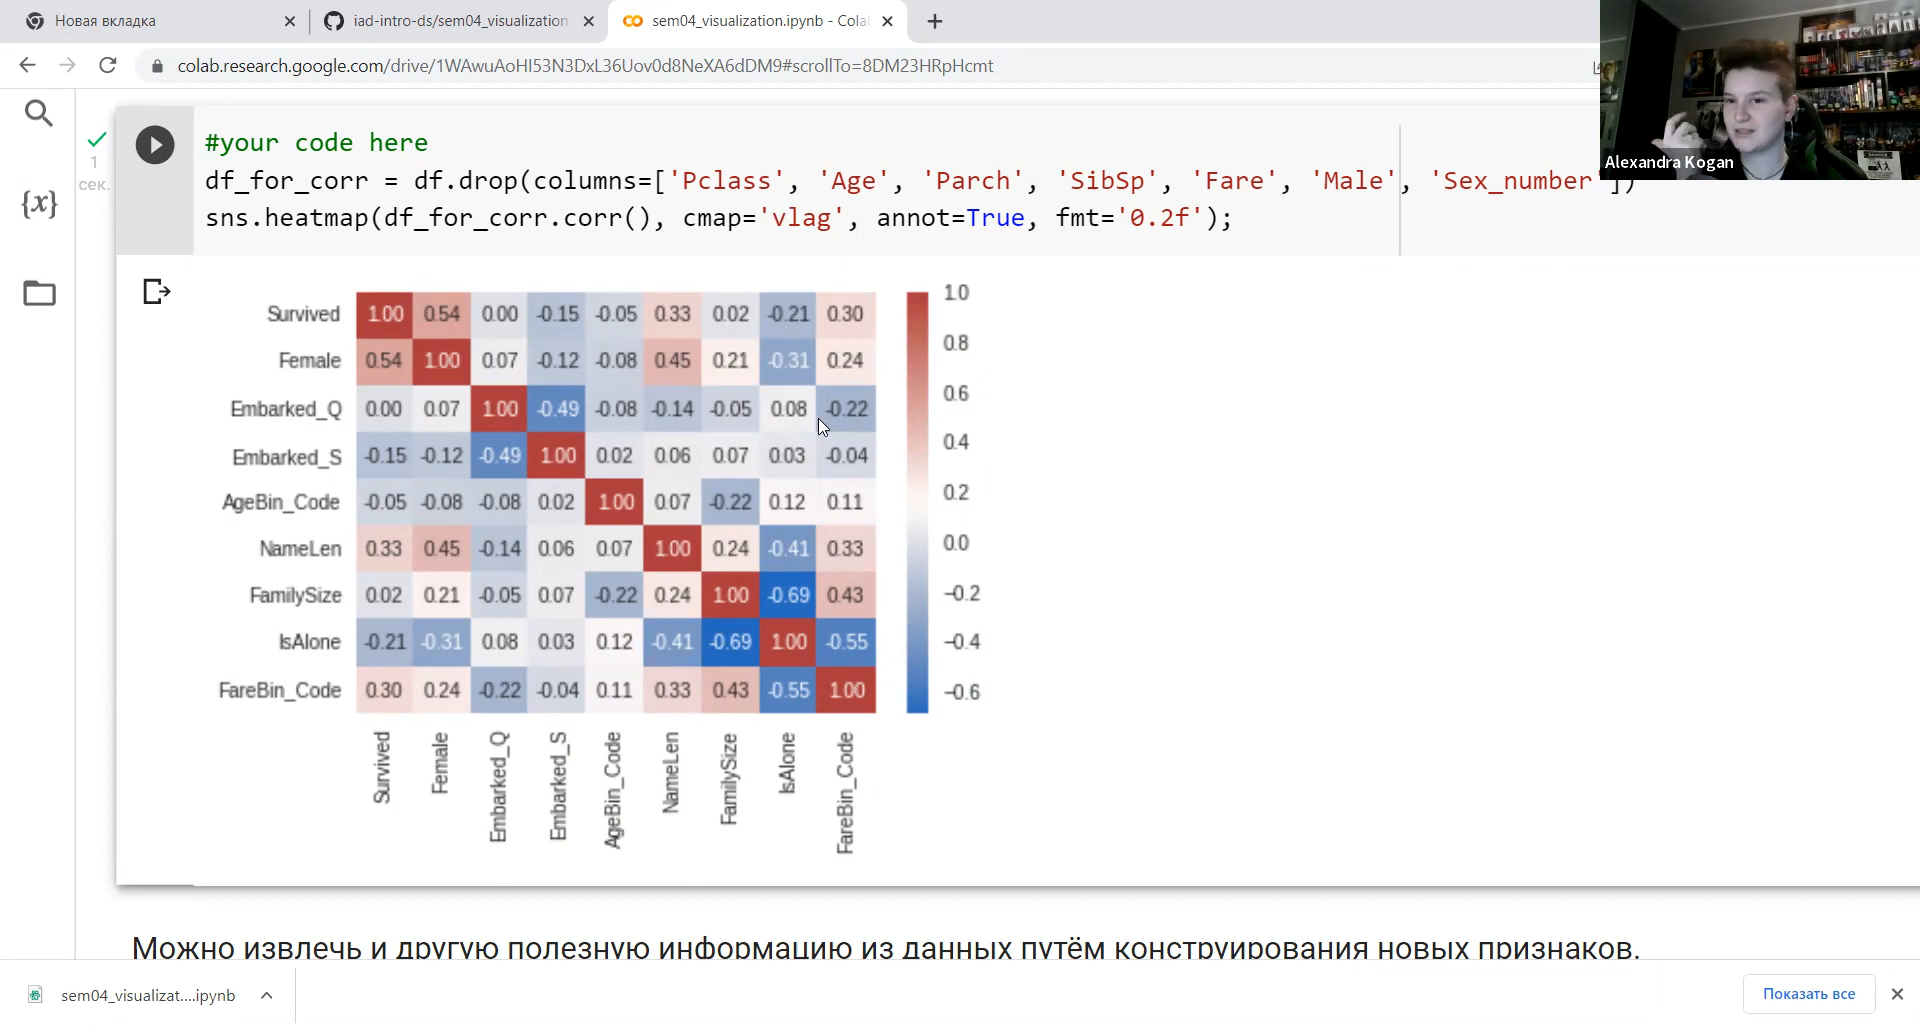 Новая вкладка
iad-intro-ds/sem04_visualization.
sem04_visualization.ipynb - Cola
colab.research.google.com/drive/1WAwuAoHI53N3DxL36Uov0d8NeXA6dDM9#scrollTo=8DM23HRpHcmt
Alexandra Kogan
1
сек.
{x}
#your code here
df_for_corr = df.drop(columns=['Pclass', 'Age', 'Parch', 'SibSp', 'Fare', 'Male', 'Sex_number'])
sns.heatmap(df_for_corr.corr(), cmap='vlag', annot=True, fmt='0.2f');
Survived 1.00 0.54 0.00 -0.15 -0.05 0.33 0.02 -0.21 0.30
Female 0.54 1.00 0.07 -0.12 -0.08 0.45 0.21 -0.31 0.24
Embarked_Q 0.00 0.07 1.00 -0.49 -0.08 -0.14 -0.05 0.08 -0.22
Embarked_S -0.15 -0.12 -0.49 1.00 0.02 0.06 0.07 0.03 -0.04
AgeBin_Code -0.05 -0.08 -0.08 0.02 1.00 0.07 -0.22 0.12 0.11
NameLen 0.33 0.45 -0.14 0.06 0.07 1.00 0.24 -0.41 0.33
FamilySize 0.02 0.21 -0.05 0.07 -0.22 0.24 1.00 -0.69 0.43
IsAlone -0.21 -0.31 0.08 0.03 0.12 -0.41 -0.69 1.00 -0.55
FareBin_Code 0.30 0.24 -0.22 -0.04 0.11 0.33 0.43 -0.55 1.00
Survived Female Embarked_Q Embarked_S AgeBin_Code NameLen FamilySize IsAlone FareBin_Code
1.0
0.8
0.6
0.4
0.2
0.0
−0.2
−0.4
−0.6
Можно извлечь и другую полезную информацию из данных путём конструирования новых признаков.
sem04_visualizat....ipynb
Показать все